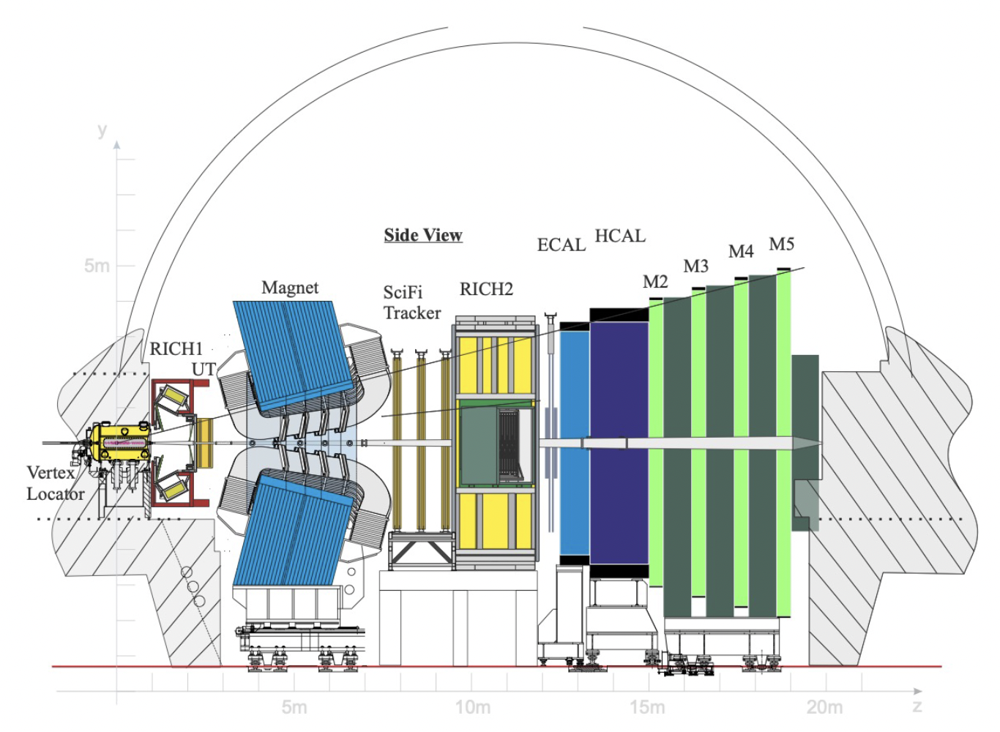 y
5m
Side View
ECAL
HCAL
M2
M3
M4
M5
Magnet
SciFi
Tracker
RICH2
RICH1
UT
Vertex
Locator
5m
10m
15m
20m
z